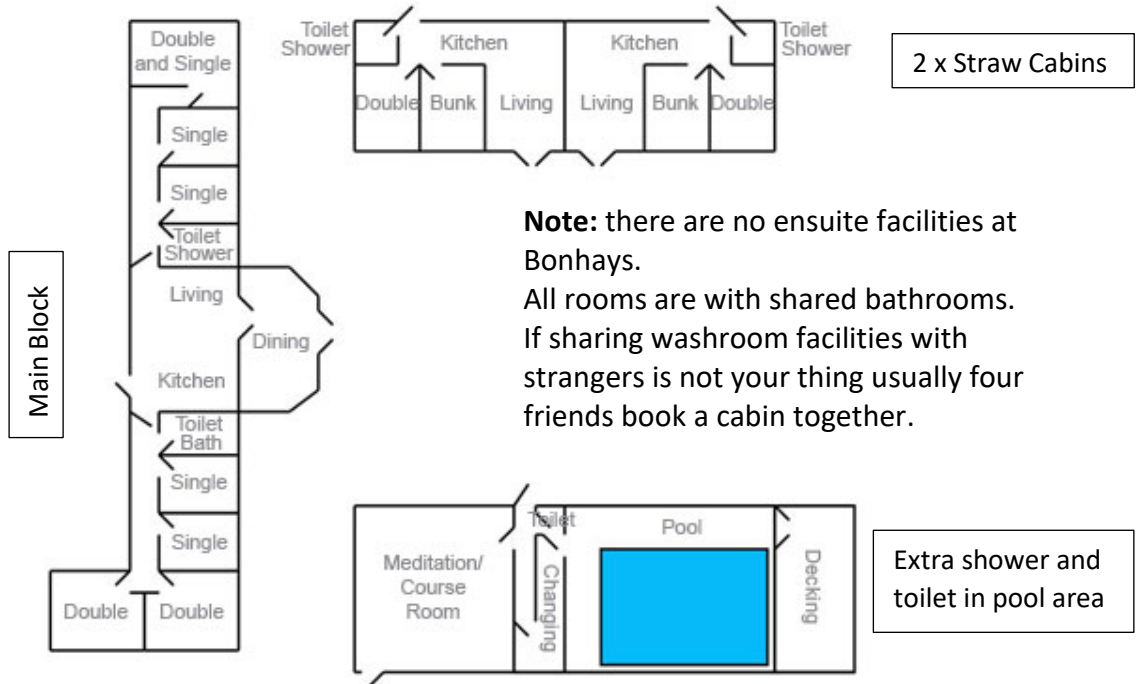 Main Block
Double
and Single
Single
Single
Toilet
Shower
Living
Dining
Kitchen
Toilet
Bath
Single
Single
Double
Double
Toilet
Shower
Kitchen
Kitchen
Toilet
Shower
Double
Bunk
Living
Living
Bunk
Double
2 x Straw Cabins
Note: there are no ensuite facilities at
Bonhays.
All rooms are with shared bathrooms.
If sharing washroom facilities with
strangers is not your thing usually four
friends book a cabin together.
Meditation/
Course
Room
Toilet
Changing
Pool
Decking
Extra shower and
toilet in pool area